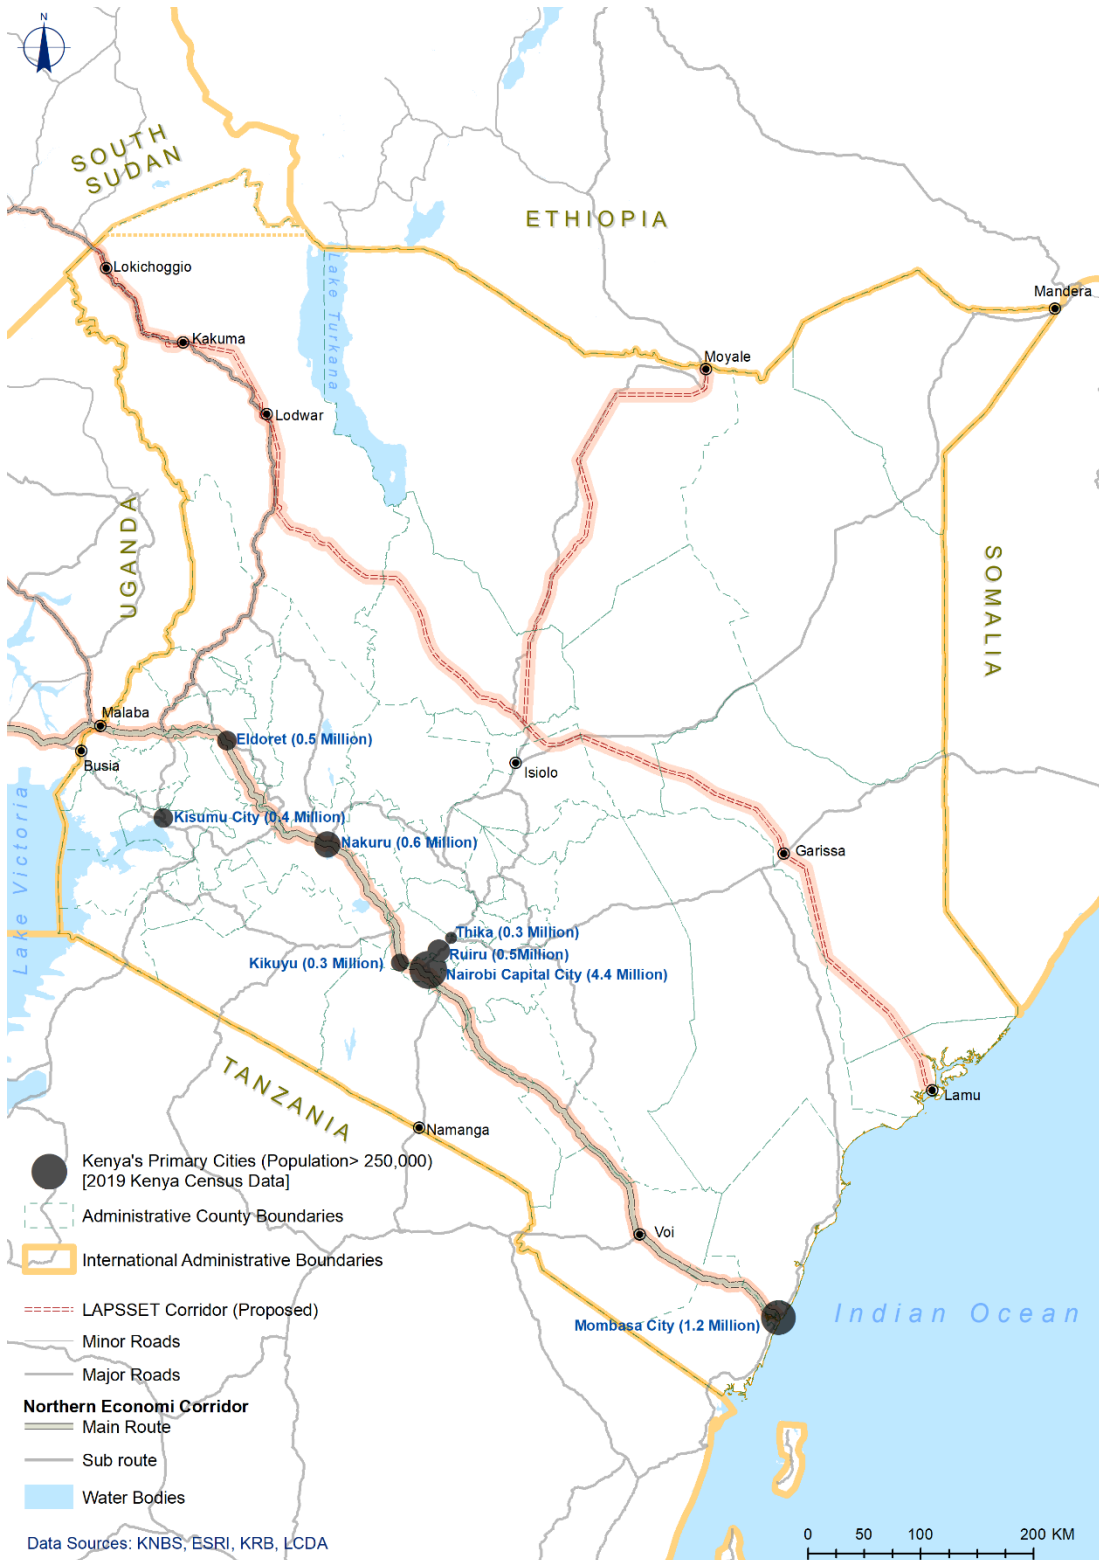 N
SOUTH
SUDAN
ETHIOPIA
Lokichoggio
Lake Turkana
Mandera
Kakuma
Moyale
Lodwar
UGANDA
SOMALIA
Malaba
Eldoret (0.5 Million)
Busia
Isiolo
Lake Victoria
Kisumu City (0.4 Million)
Nakuru (0.6 Million)
Garissa
Thika (0.3 Million)
Ruiru (0.5Million)
Kikuyu (0.3 Million)
Nairobi Capital City (4.4 Million)
TANZANIA
Lamu
Namanga
Voi
Indian Ocean
Mombasa City (1.2 Million)
Kenya's Primary Cities (Population> 250,000)
[2019 Kenya Census Data]
Administrative County Boundaries
International Administrative Boundaries
LAPSSET Corridor (Proposed)
Minor Roads
Major Roads
Northern Economi Corridor
Main Route
Sub route
Water Bodies
Data Sources: KNBS, ESRI, KRB, LCDA
0 50 100 200 KM